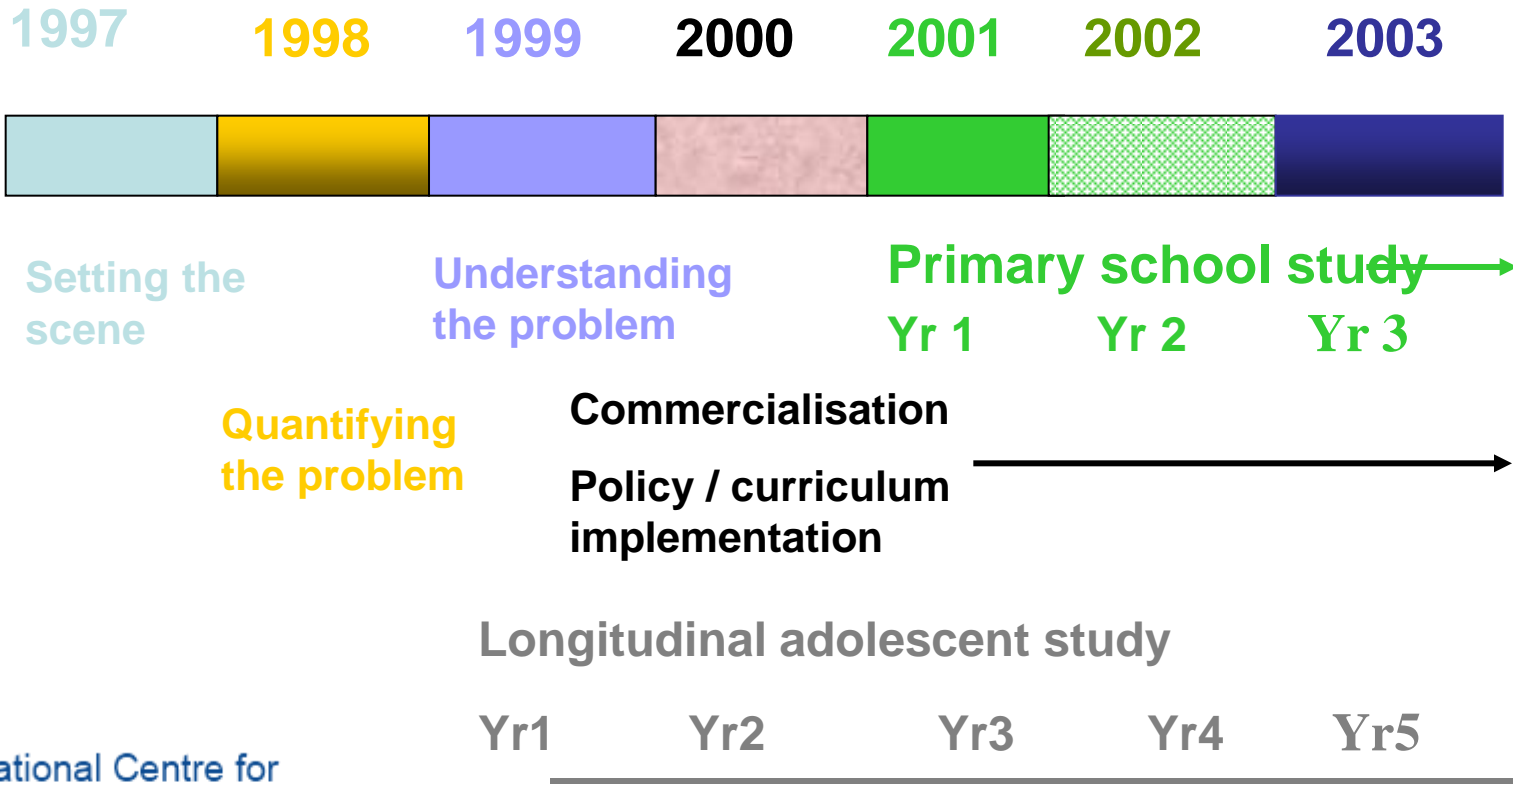 1997 1998 1999 2000 2001 2002 2003
Setting the
scene
Understanding
the problem
Primary school study
Yr 1 Yr 2 Yr 3
Quantifying
the problem
Commercialisation
Policy / curriculum
implementation
Longitudinal adolescent study
Yr1 Yr2 Yr3 Yr4 Yr5
ational Centre for